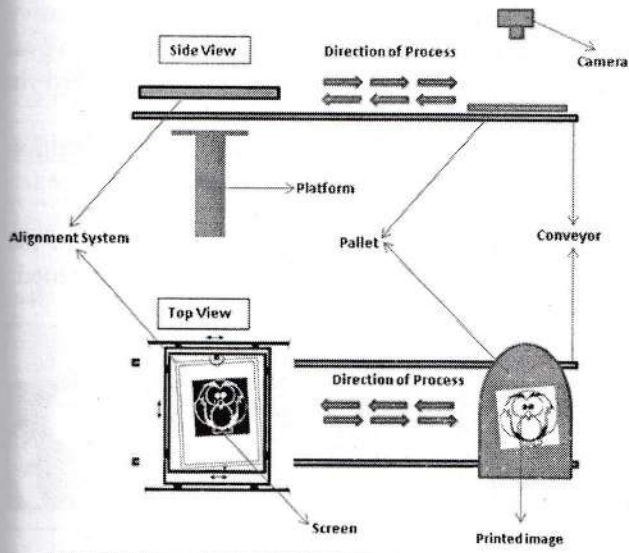 Side View
Direction of Process
Camera
Platform
Alignment System
Pallet
Conveyor
Top View
Direction of Process
Screen
Printed image